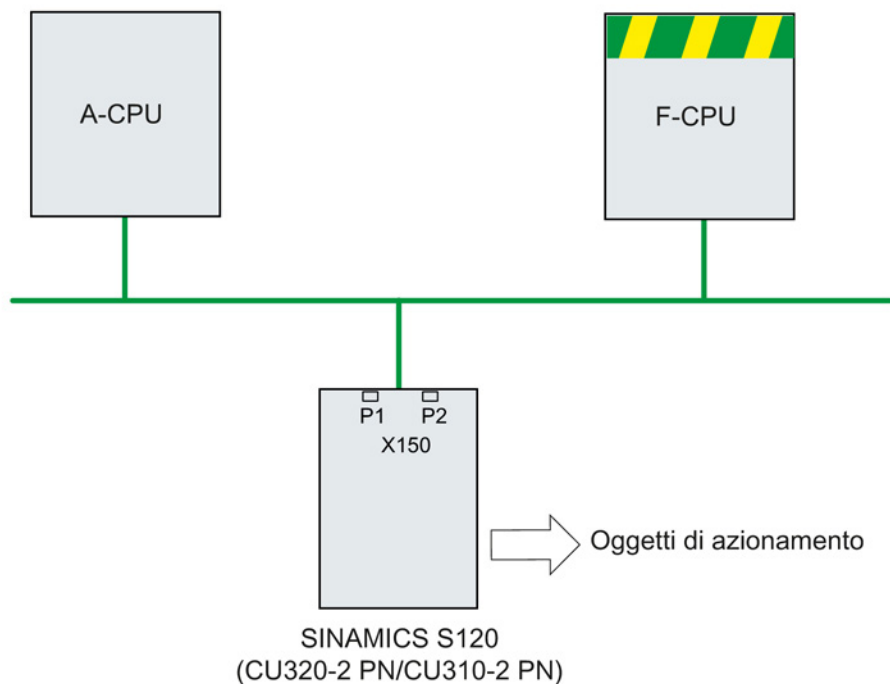 A-CPU
F-CPU
P1 P2
X150
Oggetti di azionamento
SINAMICS S120
(CU320-2 PN/CU310-2 PN)